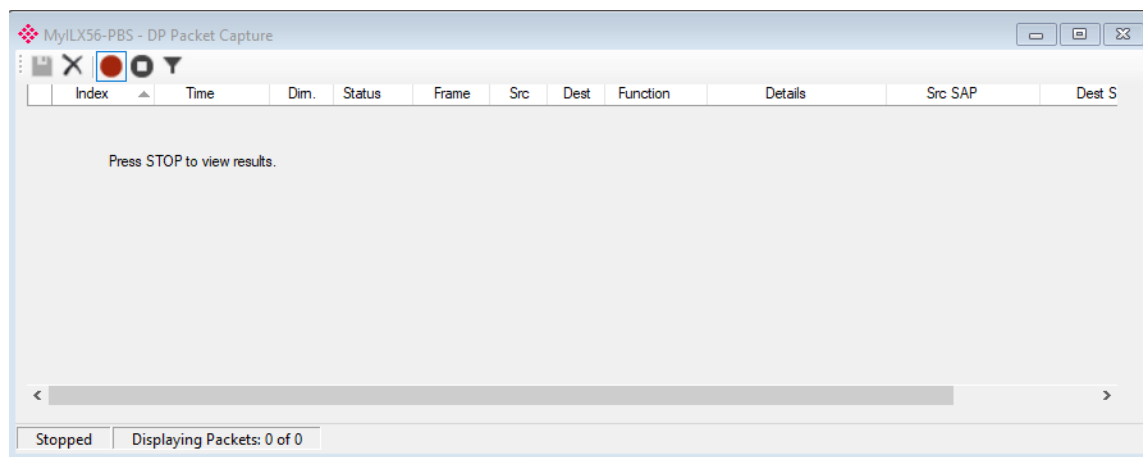 MyILX56-PBS - DP Packet Capture
Index Time Dirn. Status Frame Src Dest Function Details Src SAP Dest S
Press STOP to view results.
Stopped Displaying Packets: 0 of 0